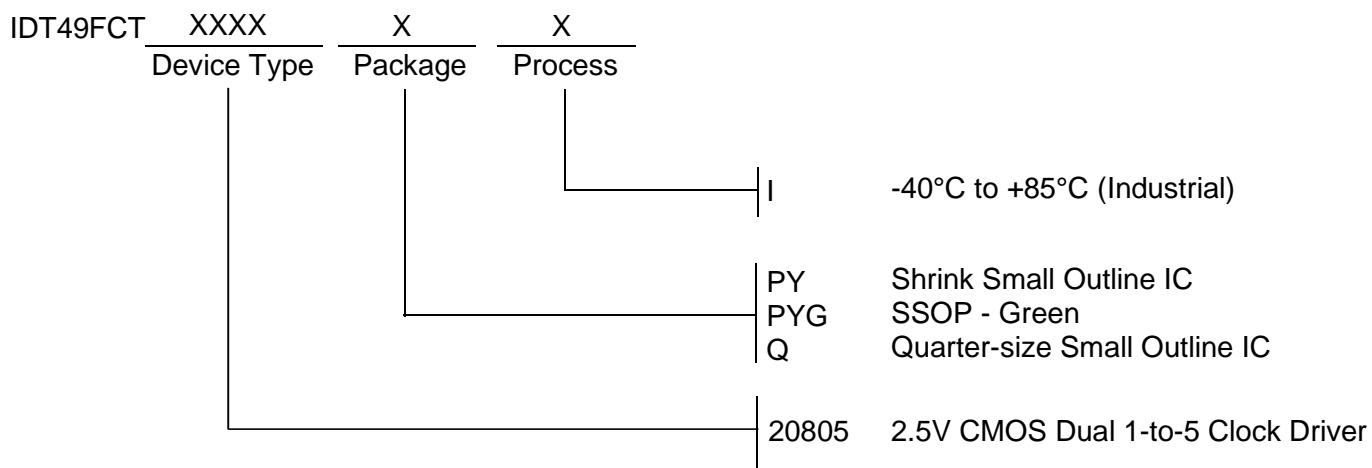 IDT49FCT XXXX X X
Device Type Package Process
I -40°C to +85°C (Industrial)
PY Shrink Small Outline IC
PYG SSOP - Green
Q Quarter-size Small Outline IC
20805 2.5V CMOS Dual 1-to-5 Clock Driver